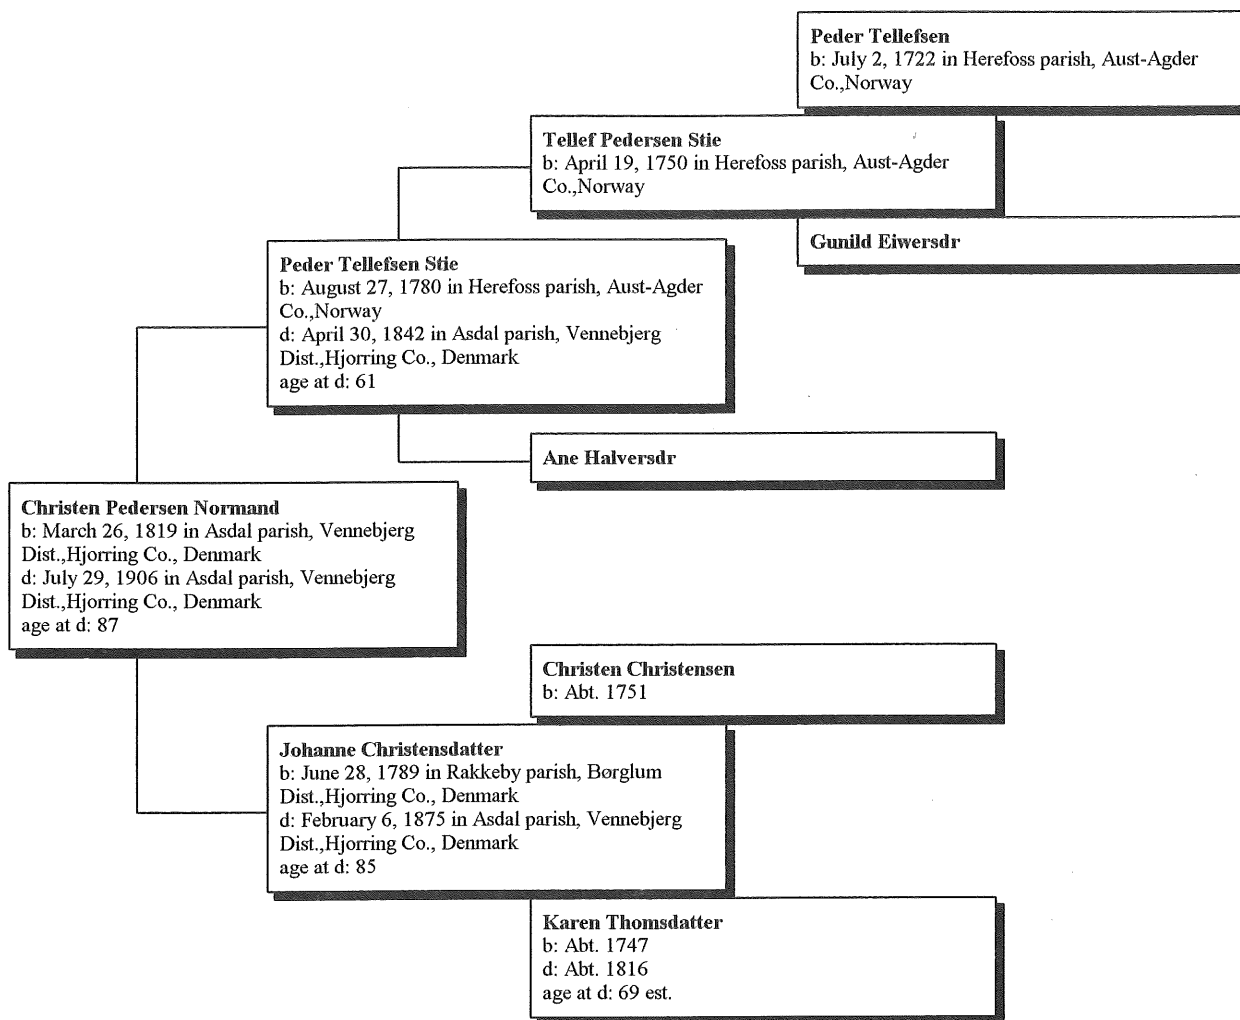 Peder Tellefsen
b: July 2, 1722 in Herefoss parish, Aust-Agder
Co.,Norway
Tellef Pedersen Stie
b: April 19, 1750 in Herefoss parish, Aust-Agder
Co.,Norway
Gunild Eiwersdr
Peder Tellefsen Stie
b: August 27, 1780 in Herefoss parish, Aust-Agder
Co.,Norway
d: April 30, 1842 in Asdal parish, Vennebjerg
Dist.,Hjorring Co., Denmark
age at d: 61
Ane Halversdr
Christen Pedersen Normand
b: March 26, 1819 in Asdal parish, Vennebjerg
Dist.,Hjorring Co., Denmark
d: July 29, 1906 in Asdal parish, Vennebjerg
Dist.,Hjorring Co., Denmark
age at d: 87
Christen Christensen
b: Abt. 1751
Johanne Christensdatter
b: June 28, 1789 in Rakkeby parish, Børglum
Dist.,Hjorring Co., Denmark
d: February 6, 1875 in Asdal parish, Vennebjerg
Dist.,Hjorring Co., Denmark
age at d: 85
Karen Thomsdatter
b: Abt. 1747
d: Abt. 1816
age at d: 69 est.